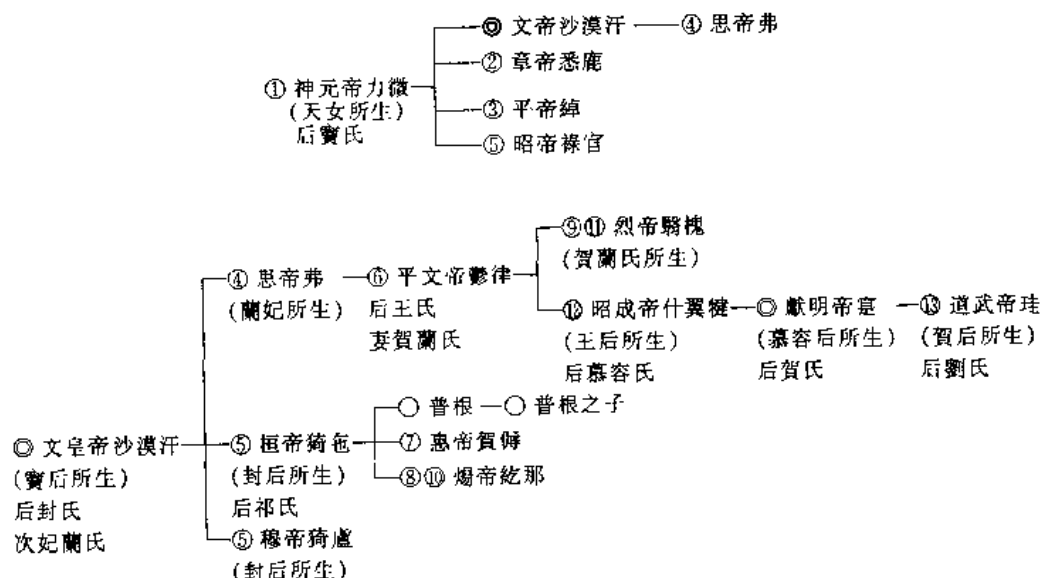 ◎ 文帝沙漠汗 ④ 思帝弗
② 章帝悉鹿
① 神元帝力微
(天女所生)
后竇氏
③ 平帝綽
⑤ 昭帝祿官
⑨⑪ 烈帝翳槐
(賀蘭氏所生)
④ 思帝弗 ⑥ 平文帝鬱律
(蘭妃所生) 后王氏
妻賀蘭氏
⑫ 昭成帝什翼犍 ◎ 獻明帝寔 ⑬ 道武帝珪
(王后所生) (慕容后所生) (賀后所生)
后慕容氏 后賀氏 后劉氏
○ 普根 ○ 普根之子
◎ 文皇帝沙漠汗 ⑤ 桓帝猗㐌 ⑦ 惠帝賀傉
(竇后所生) (封后所生) ⑧⑩ 煬帝紇那
后封氏 后祁氏
次妃蘭氏 ⑤ 穆帝猗盧
(封后所生)